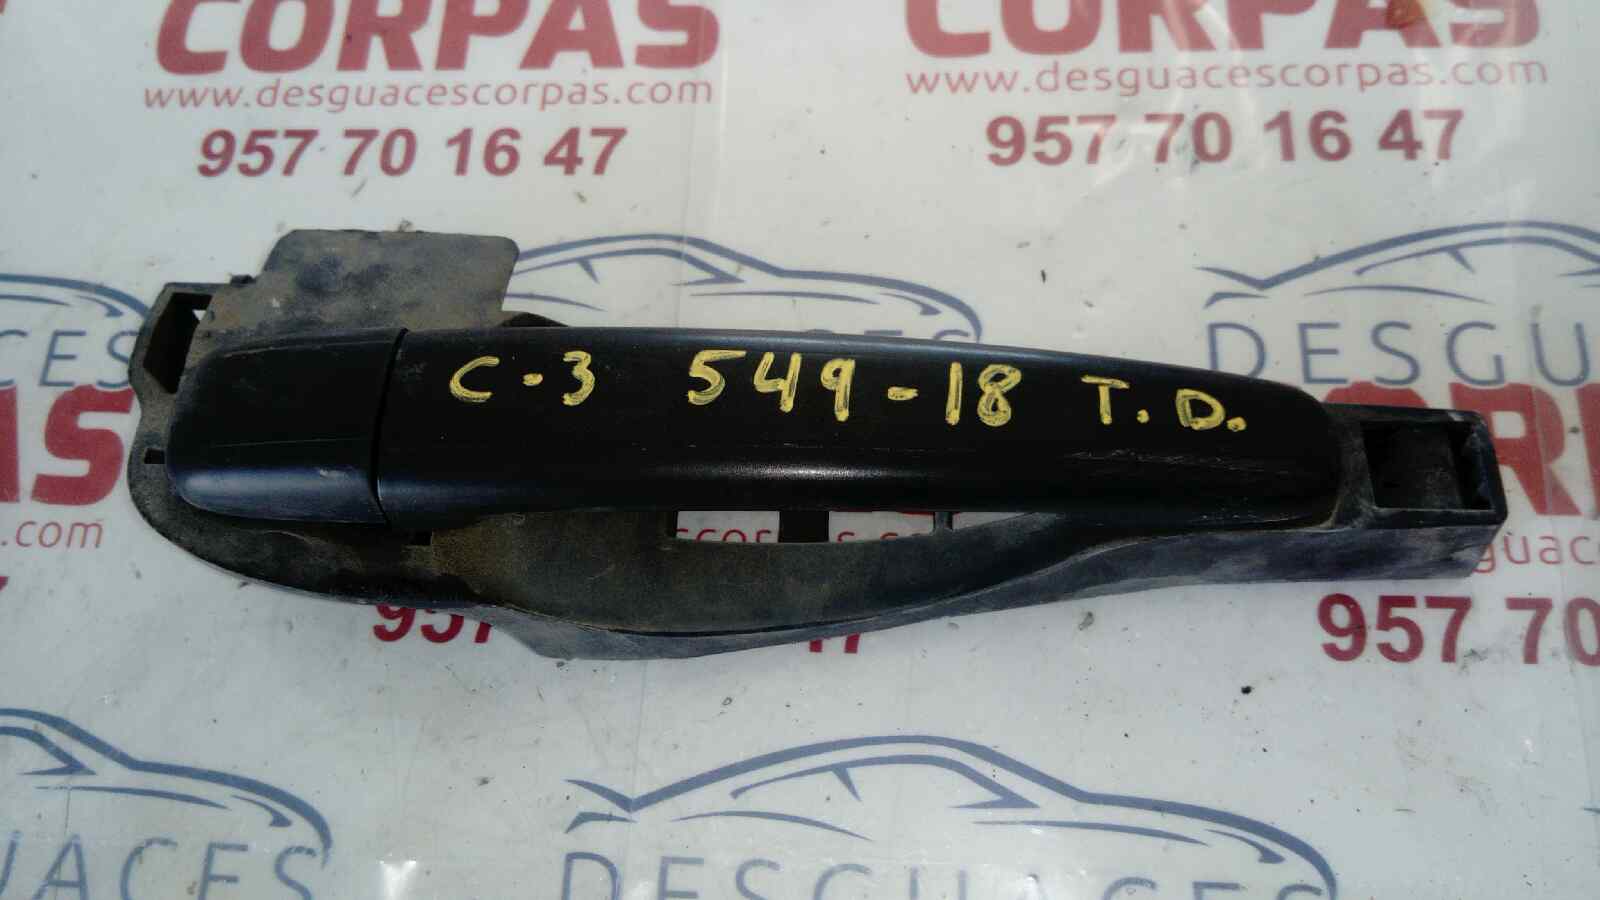 CORPAS CORPAS
www.desguacescorpas.com www.desguacescorpas.com
957 70 16 47 957 70 16 47
C-3 549-18 T.D.
957 70
DESGUACES